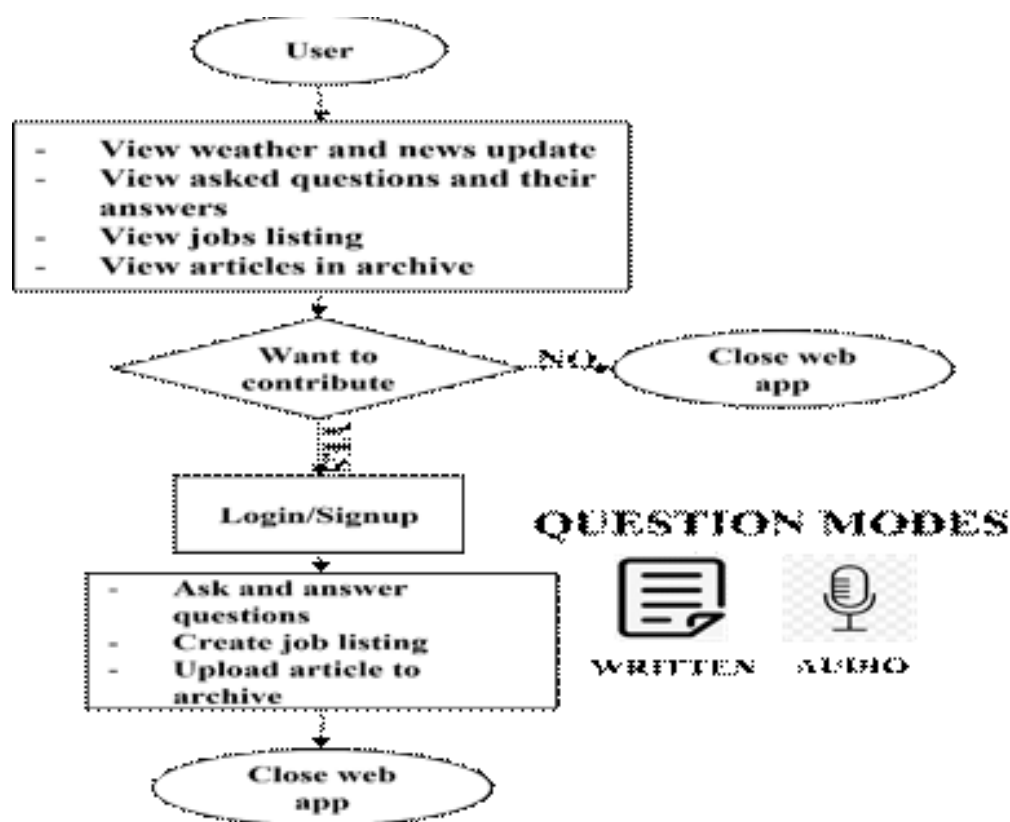 User
- View weather and news update
- View asked questions and their
answers
- View jobs listing
- View articles in archive
Want to
contribute
NO
Close web
app
Login/Signup
QUESTION MODES
- Ask and answer
questions
- Create job listing
- Upload article to
archive
WRITTEN
AUDIO
Close web
app